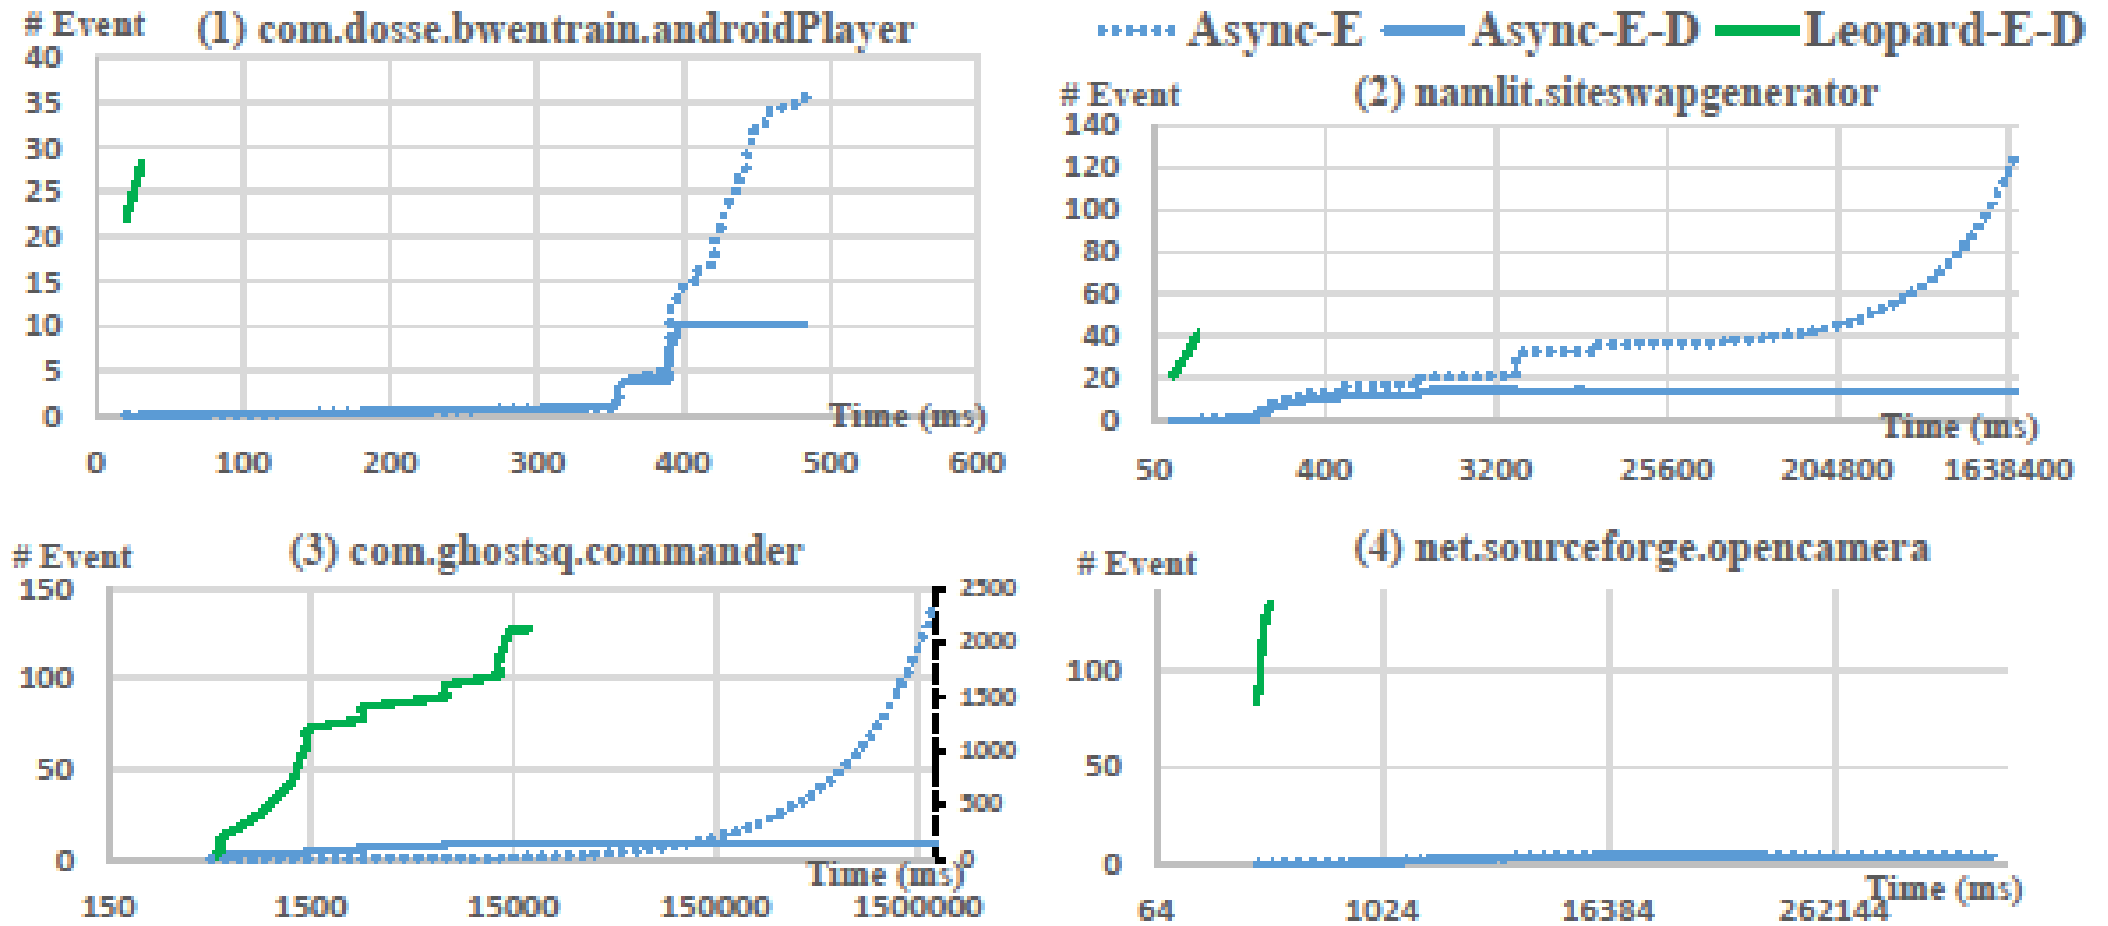 # Event (1) com.dosse.bwentrain.androidPlayer
40
35
30
25
20
15
10
5
0
Time (ms)
0 100 200 300 400 500 600
Async-E Async-E-D Leopard-E-D
# Event (2) namlit.siteswapgenerator
140
120
100
80
60
40
20
0
Time (ms)
50 400 3200 25600 204800 1638400
# Event (3) com.ghostsq.commander
150
100
50
0
2500
2000
1500
1000
500
0
Time (ms)
150 1500 15000 150000 1500000
# Event (4) net.sourceforge.opencamera
100
50
0
Time (ms)
64 1024 16384 262144